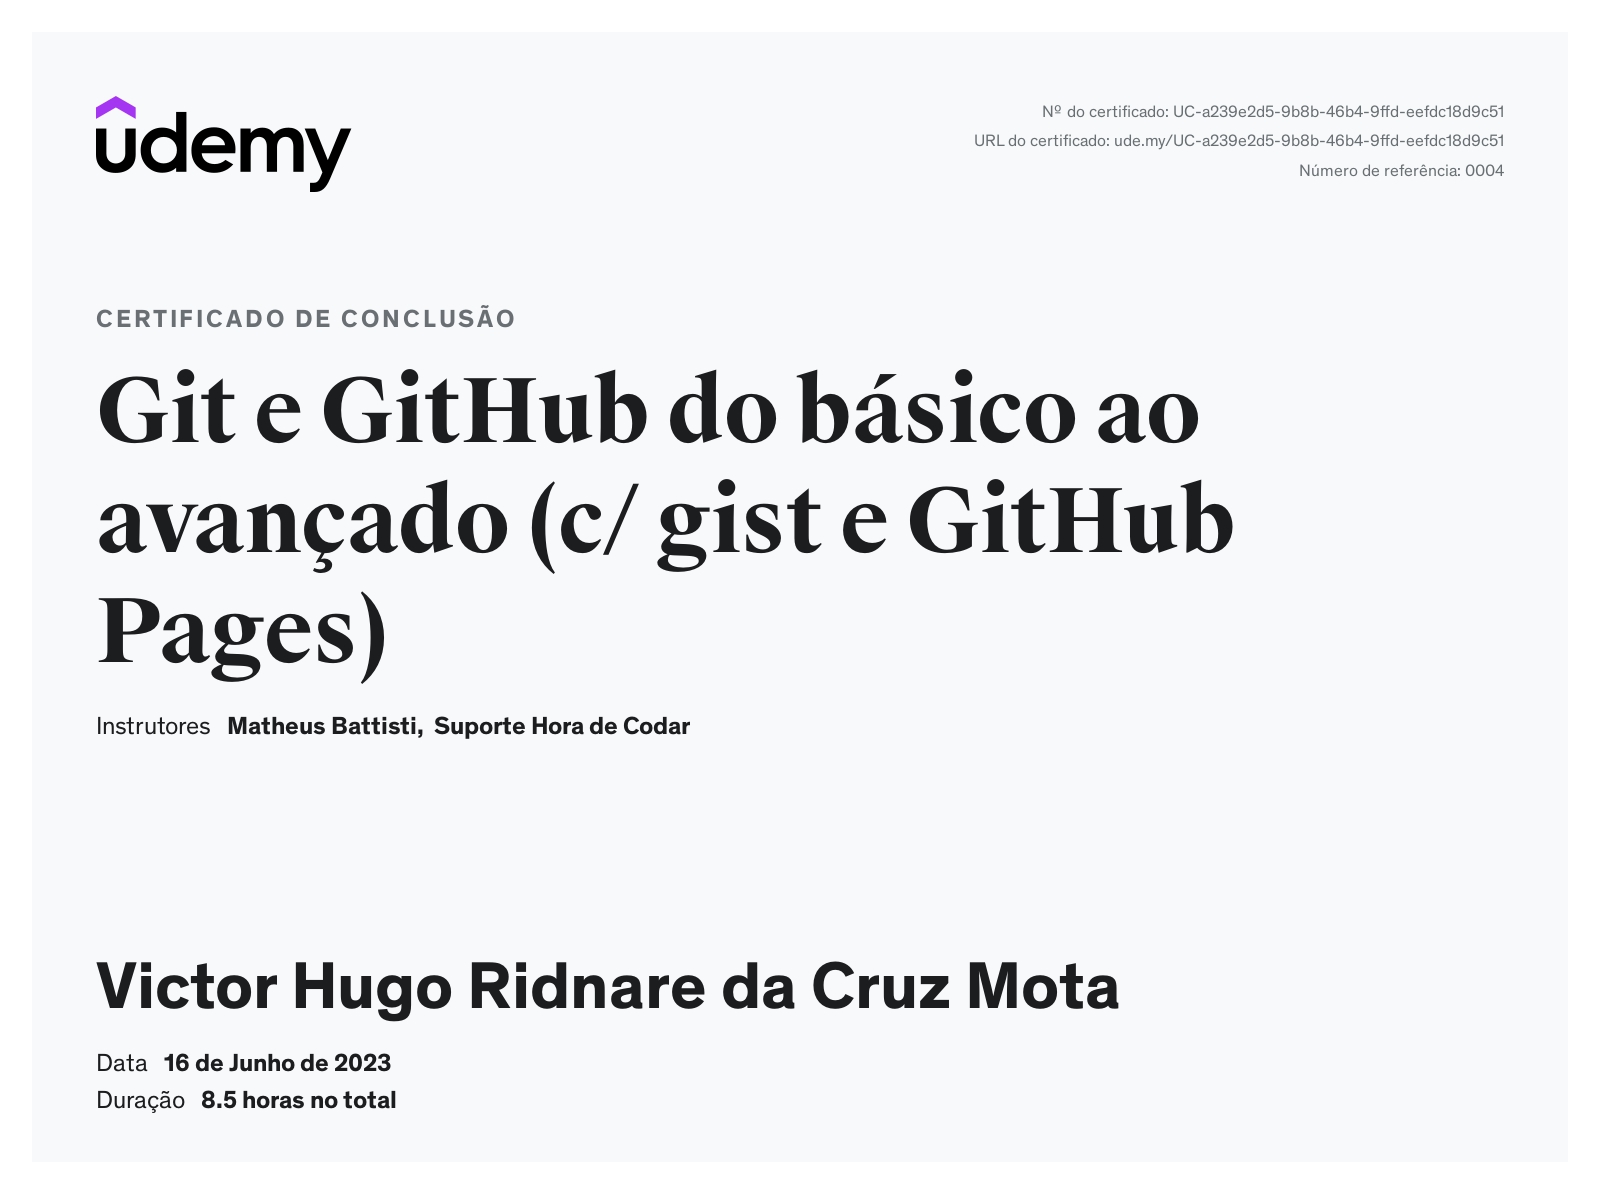 udemy
Nº do certificado: UC-a239e2d5-9b8b-46b4-9ffd-eefdc18d9c51
URL do certificado: ude.my/UC-a239e2d5-9b8b-46b4-9ffd-eefdc18d9c51
Número de referência: 0004
CERTIFICADO DE CONCLUSÃO
Git e GitHub do básico ao
avançado (c/ gist e GitHub
Pages)
Instrutores Matheus Battisti, Suporte Hora de Codar
Victor Hugo Ridnare da Cruz Mota
Data 16 de Junho de 2023
Duração 8.5 horas no total